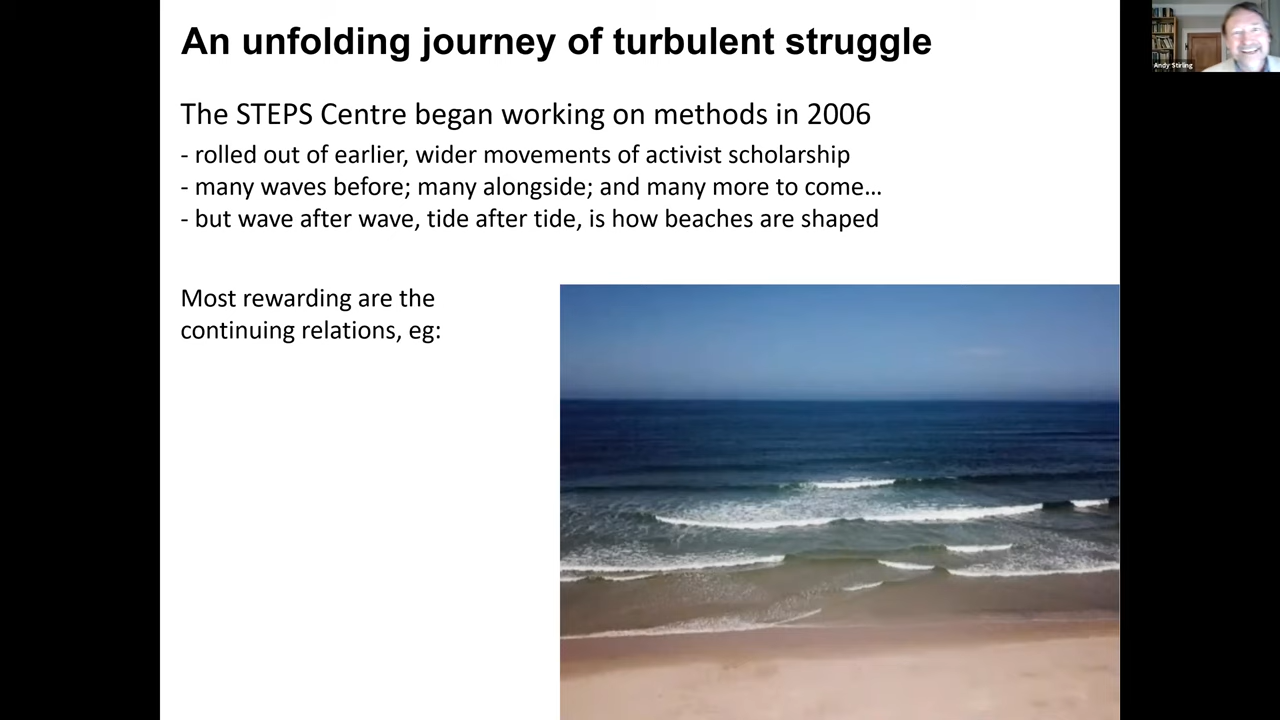 An unfolding journey of turbulent struggle
The STEPS Centre began working on methods in 2006
- rolled out of earlier, wider movements of activist scholarship
- many waves before; many alongside; and many more to come…
- but wave after wave, tide after tide, is how beaches are shaped
Most rewarding are the
continuing relations, eg:
Andy Stirling